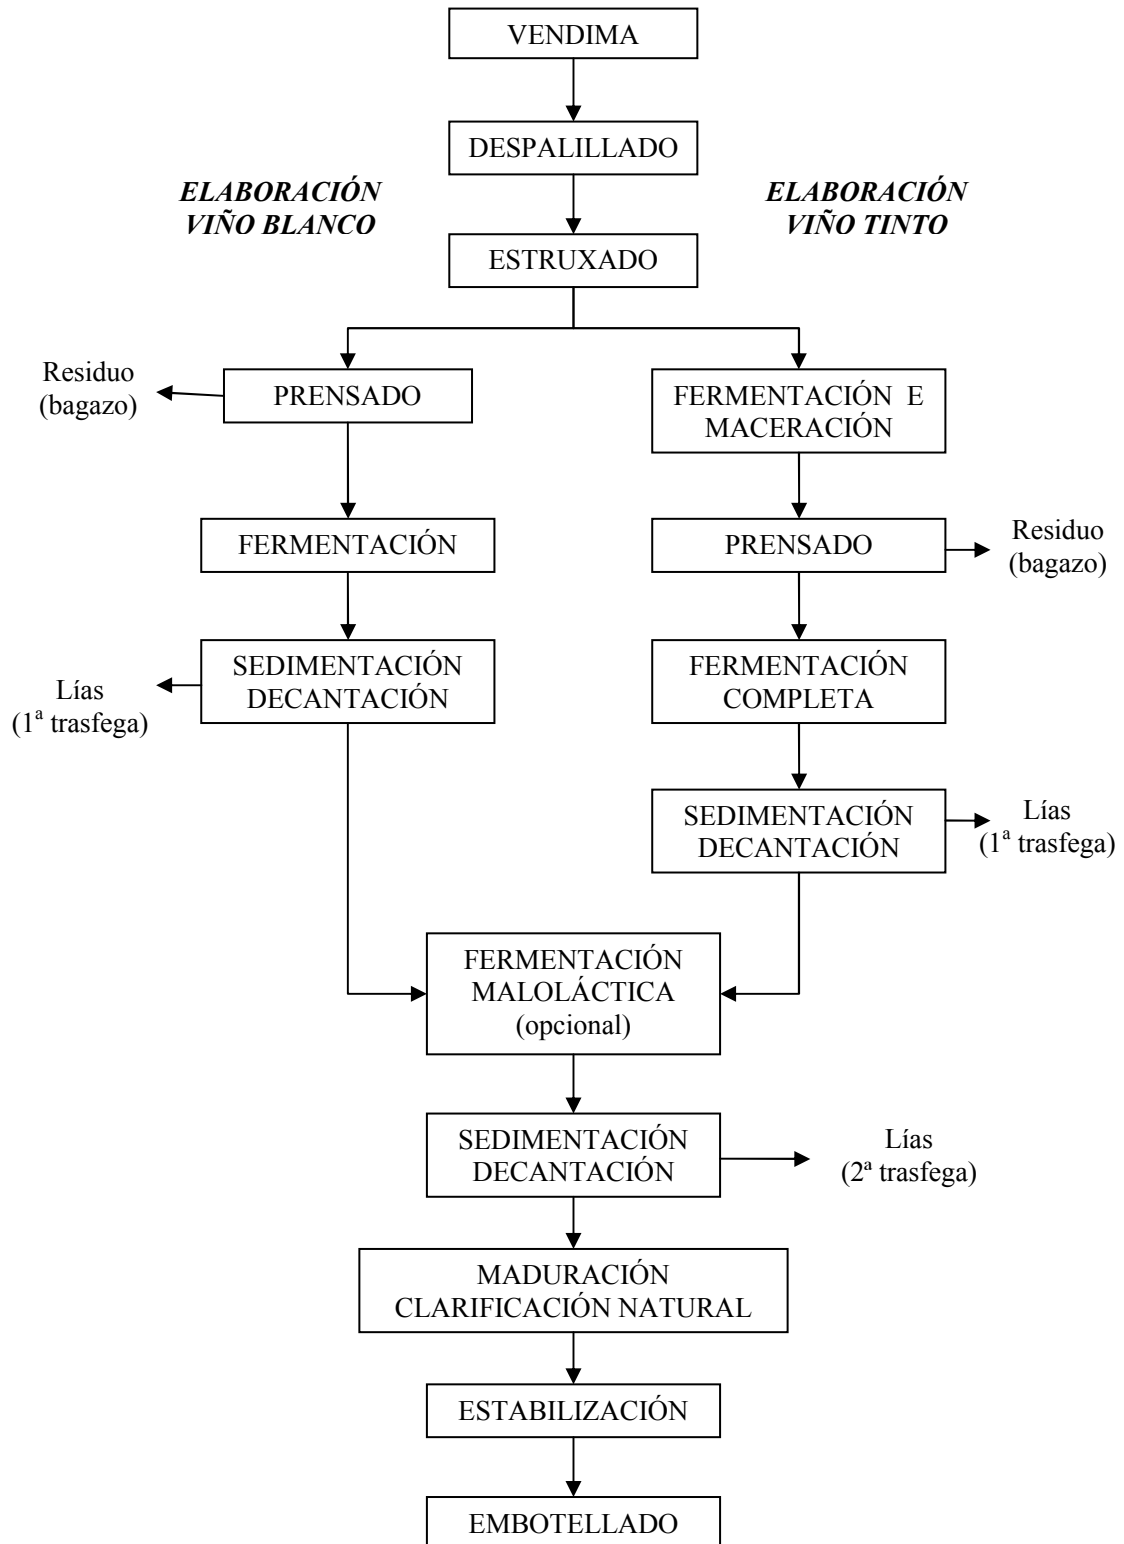 VENDIMA
DESPALILLADO
ELABORACIÓN
VIÑO BLANCO
ELABORACIÓN
VIÑO TINTO
ESTRUXADO
Residuo
(bagazo)
PRENSADO
FERMENTACIÓN E
MACERACIÓN
FERMENTACIÓN
PRENSADO
Residuo
(bagazo)
SEDIMENTACIÓN
DECANTACIÓN
Lías
(1ª trasfega)
FERMENTACIÓN
COMPLETA
SEDIMENTACIÓN
DECANTACIÓN
Lías
(1ª trasfega)
FERMENTACIÓN
MALOLÁCTICA
(opcional)
SEDIMENTACIÓN
DECANTACIÓN
Lías
(2ª trasfega)
MADURACIÓN
CLARIFICACIÓN NATURAL
ESTABILIZACIÓN
EMBOTELLADO